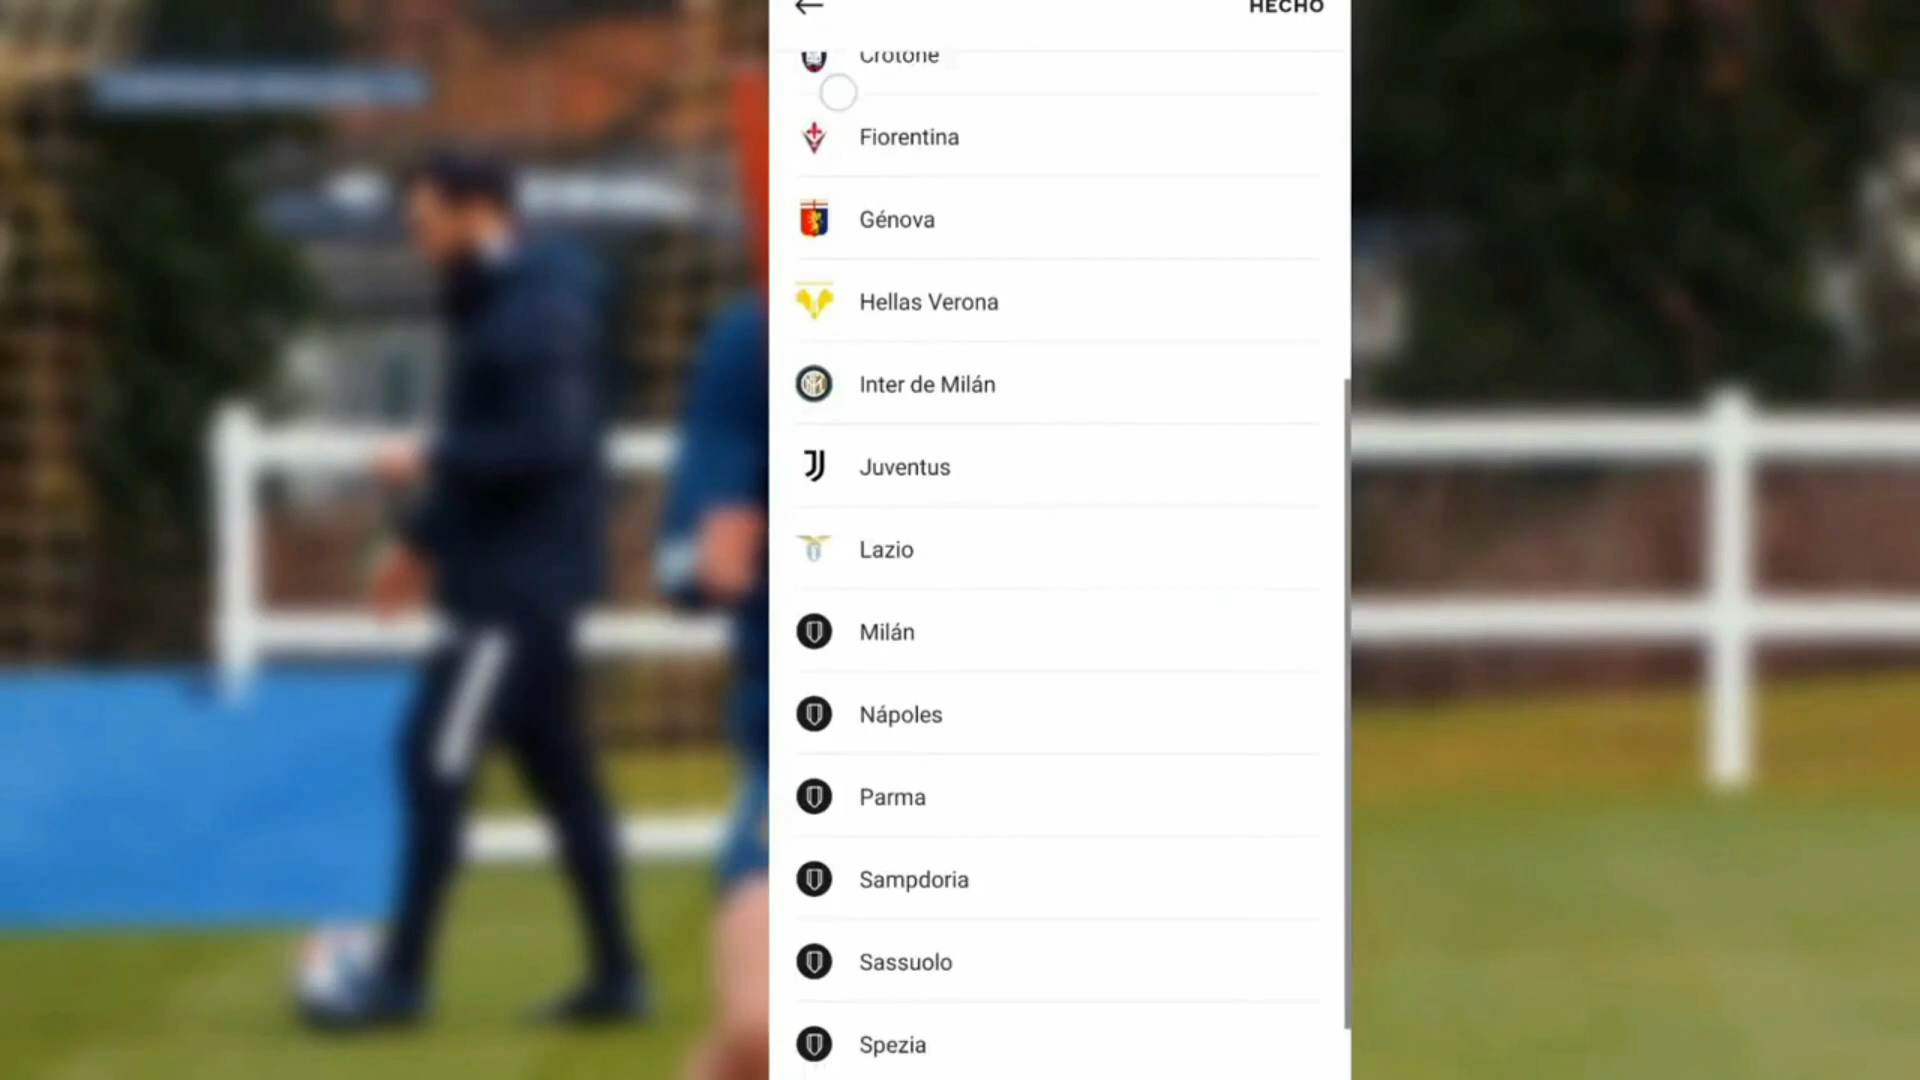 HECHO
Crotone
Fiorentina
Génova
Hellas Verona
Inter de Milán
Juventus
Lazio
Milán
Nápoles
Parma
Sampdoria
Sassuolo
Spezia